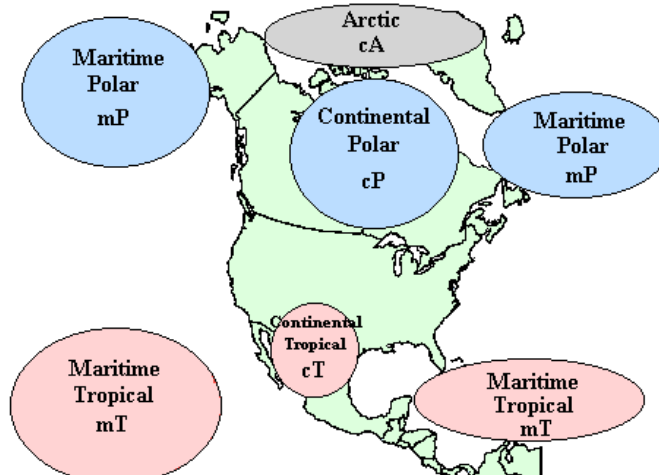 Arctic
cA
Maritime
Polar
mP
Continental
Polar
cP
Maritime
Polar
mP
Continental
Tropical
cT
Maritime
Tropical
mT
Maritime
Tropical
mT